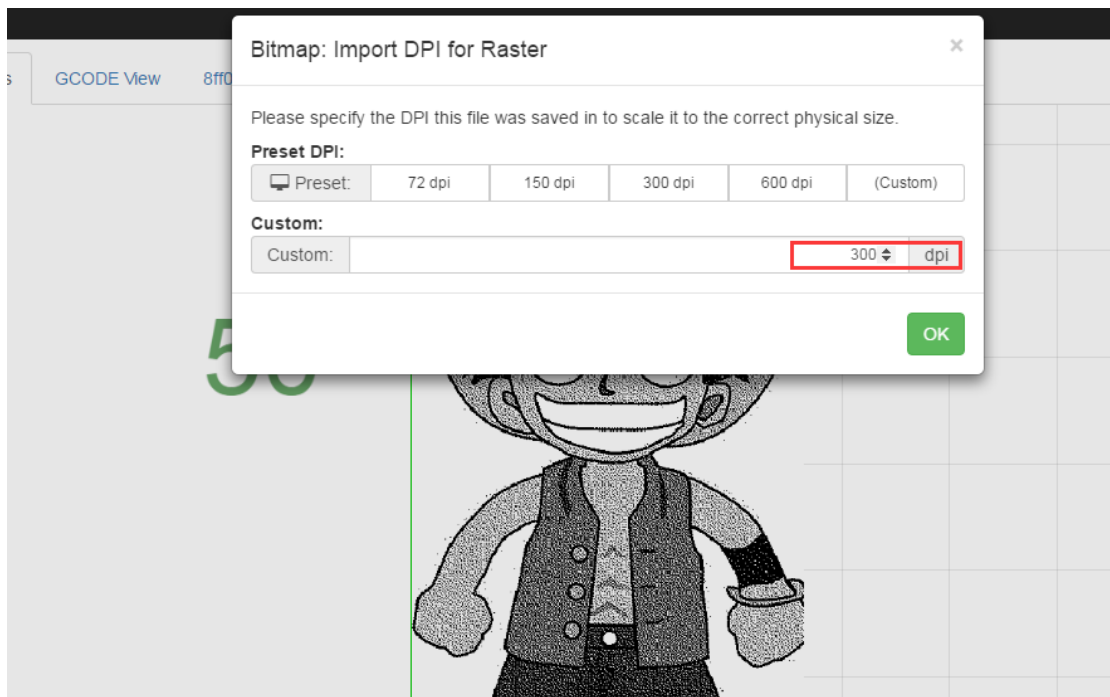 Bitmap: Import DPI for Raster ×
s GCODE View 8ff0
Please specify the DPI this file was saved in to scale it to the correct physical size.
Preset DPI:
Preset: 72 dpi 150 dpi 300 dpi 600 dpi (Custom)
Custom:
Custom: 300 dpi
OK
50